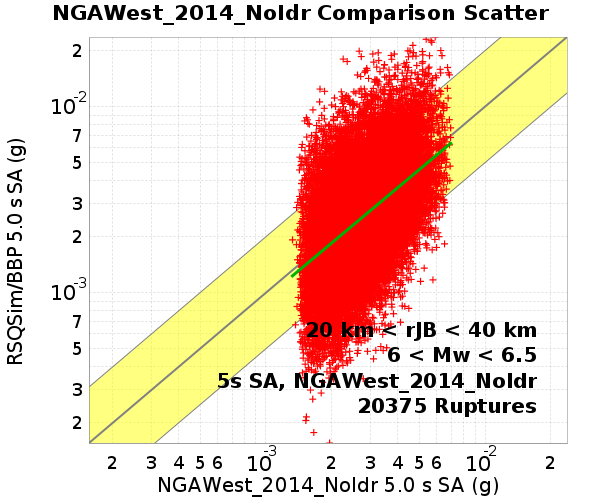 NGAWest_2014_NoIdr Comparison Scatter
RSQSim/BBP 5.0 s SA (g)
2
10-2
7
5
3
2
10-3
7
5
3
2
20 km < rJB < 40 km
6 < Mw < 6.5
5s SA, NGAWest_2014_NoIdr
20375 Ruptures
2 3 4 5 6 10-3 2 3 4 5 6 10-2 2
NGAWest_2014_NoIdr 5.0 s SA (g)